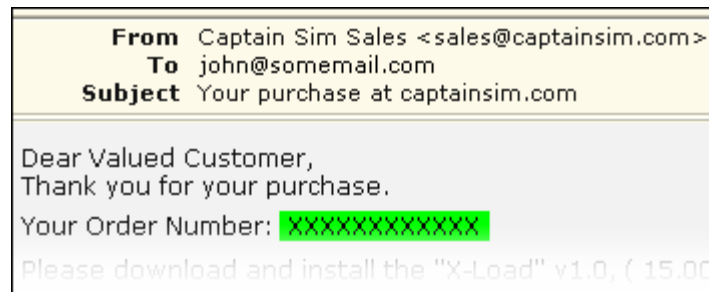 From Captain Sim Sales <sales@captainsim.com>
To john@somemail.com
Subject Your purchase at captainsim.com
Dear Valued Customer,
Thank you for your purchase.
Your Order Number: XXXXXXXXXXXX
Please download and install the "X-Load" v1.0, ( 15.00